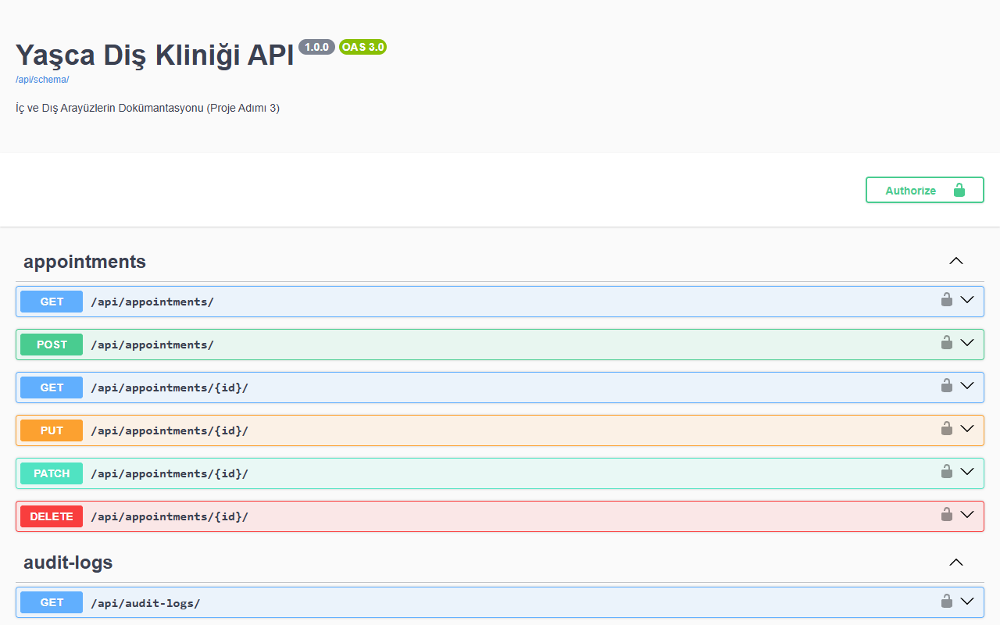 Yaşca Diş Kliniği API 1.0.0 OAS 3.0
/api/schema/
İç ve Dış Arayüzlerin Dokümantasyonu (Proje Adımı 3)
Authorize
appointments
GET /api/appointments/
POST /api/appointments/
GET /api/appointments/{id}/
PUT /api/appointments/{id}/
PATCH /api/appointments/{id}/
DELETE /api/appointments/{id}/
audit-logs
GET /api/audit-logs/